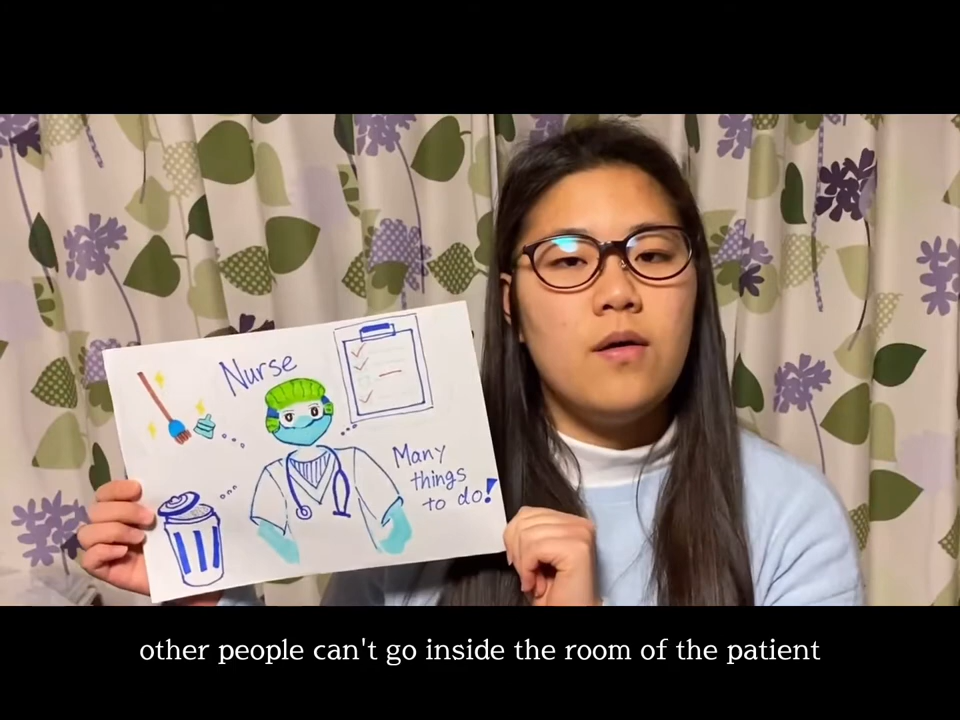 Nurse
Many
things
to do!
other people can't go inside the room of the patient